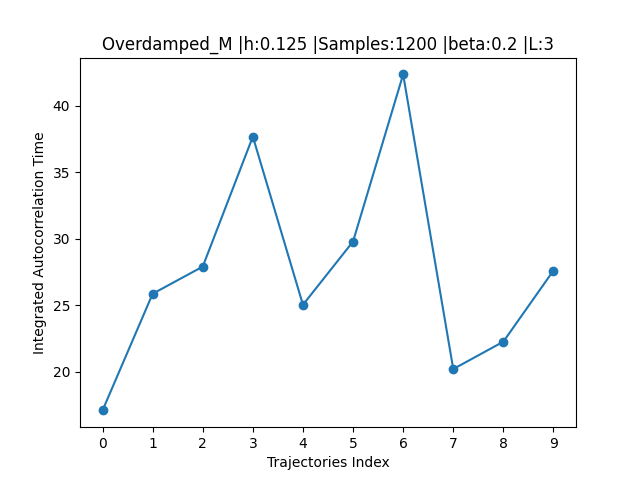 Overdamped_M |h:0.125 |Samples:1200 |beta:0.2 |L:3
Integrated Autocorrelation Time
40
35
30
25
20
0 1 2 3 4 5 6 7 8 9
Trajectories Index